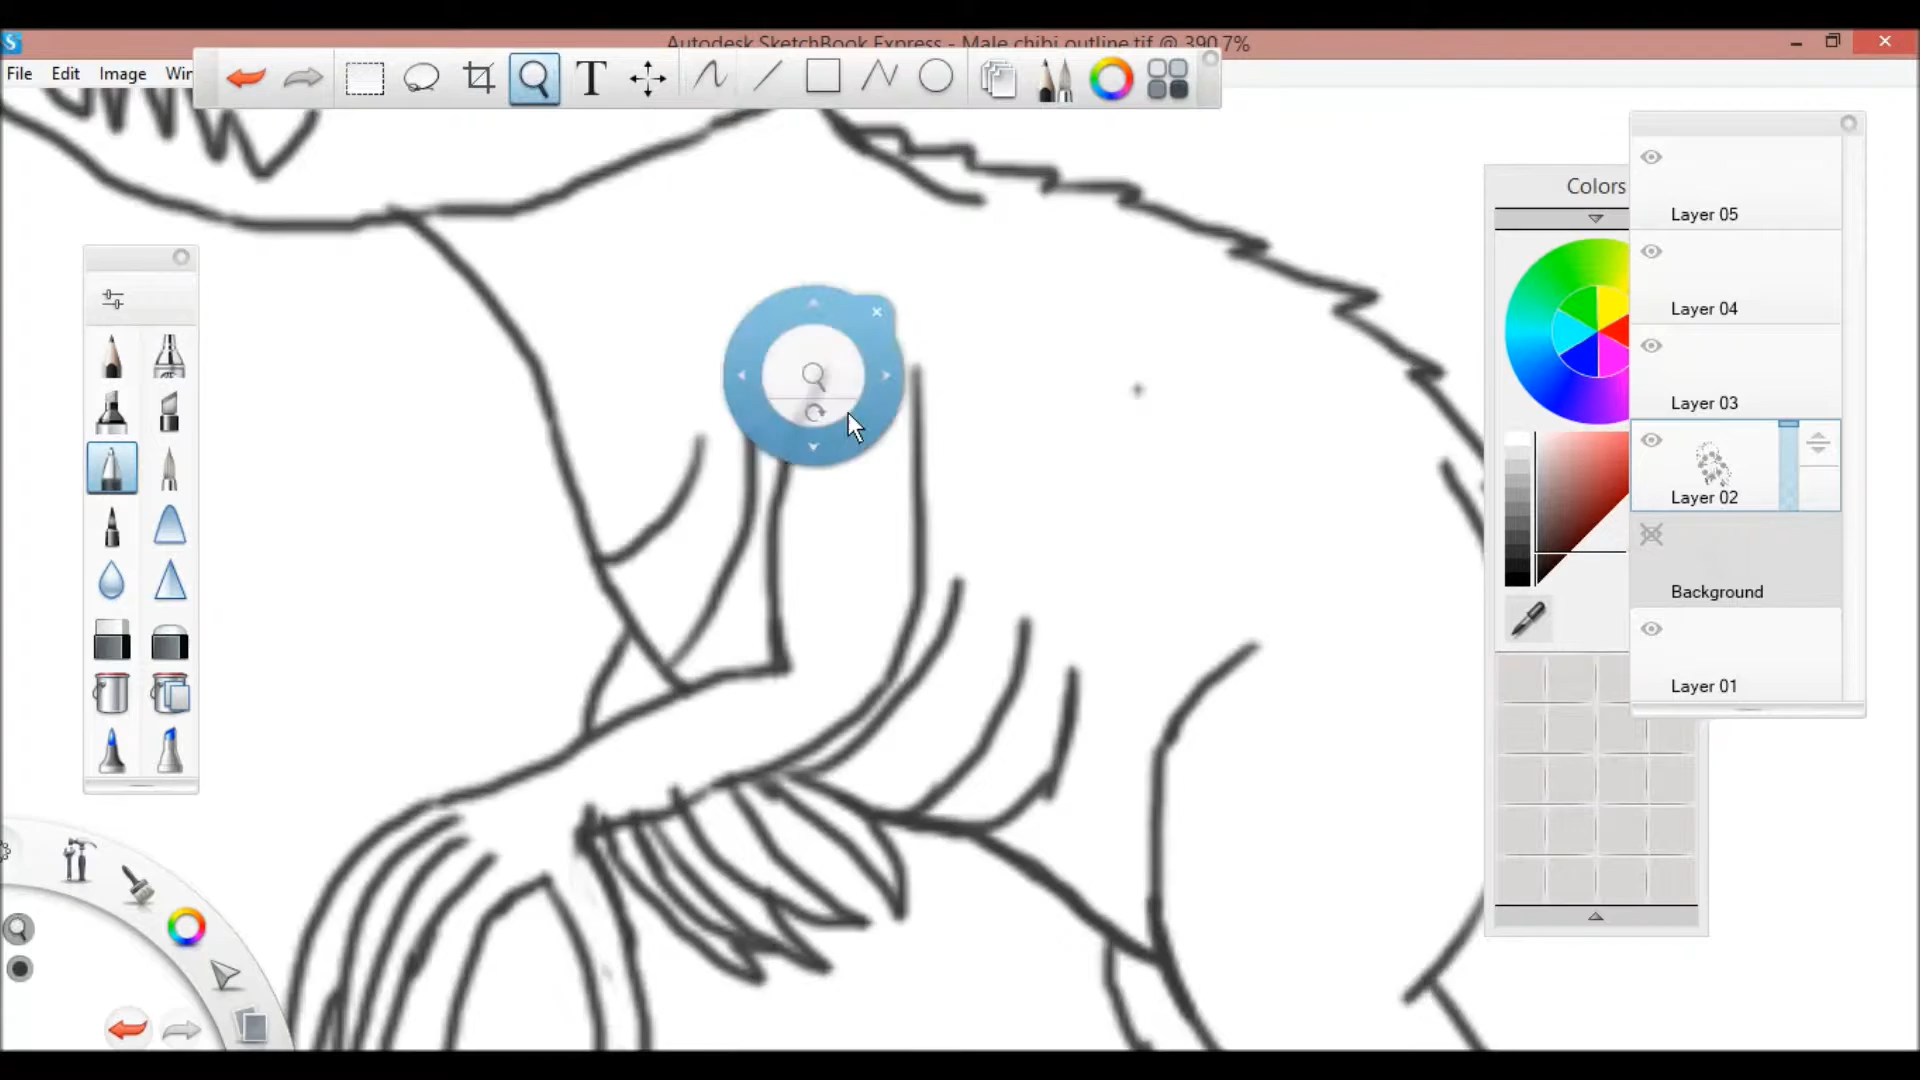 Autodesk SketchBook Express - Male chibi outline.tif @ 390.7%
File Edit Image Win
T
Colors
Layer 05
Layer 04
Layer 03
Layer 02
Background
Layer 01